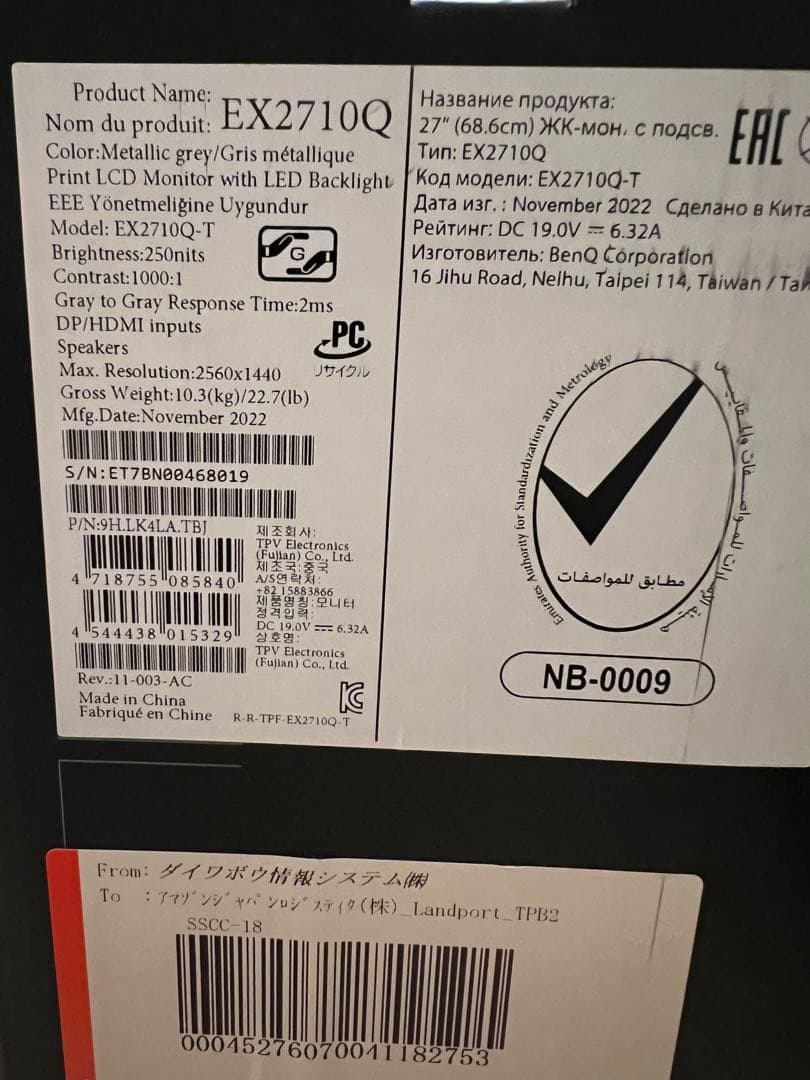 Product Name:
Nom du produit: EX2710Q
Color:Metallic grey/Gris métallique
Print LCD Monitor with LED Backlight
EEE Yönetmeligine Uygundur
Model: EX2710Q-T
Brightness:250nits
Contrast:1000:1
Gray to Gray Response Time:2ms
DP/HDMI inputs
Speakers
Max. Resolution:2560x1440
Gross Weight:10.3(kg)/22.7(lb)
Mfg.Date:November 2022
G
PC
リサイクル
S/N:ET7BN00468019
P/N:9H.LK4LA.TBJ
4 718755 085840
4 544438 015329
Rev.:11-003-AC
Made in China
Fabriqué en Chine
제조회사:
TPV Electronics
(Fujian) Co., Ltd.
제조국:중국
A/S연락처:
+82 15883866
제품명칭:모니터
정격입력:
DC 19.0V ⎓ 6.32A
상호명:
TPV Electronics
(Fujian) Co., Ltd.
R-R-TPF-EX2710Q-T
Название продукта:
27" (68.6cm) ЖК-мон. с подсв.
Тип: EX2710Q
Код модели: EX2710Q-T
Дата изг. : November 2022 Сделано в Кита
Рейтинг: DC 19.0V ⎓ 6.32A
Изготовитель: BenQ Corporation
16 Jihu Road, Neihu, Taipei 114, Taiwan / Tai
EAC
Emirates Authority for Standardization and Metrology
مطابق للمواصفات
NB-0009
From: ダイワボウ情報システム㈱
To : アマゾンジャパンロジスティク(株)_Landport_TPB2
SSCC-18
00045276070041182753